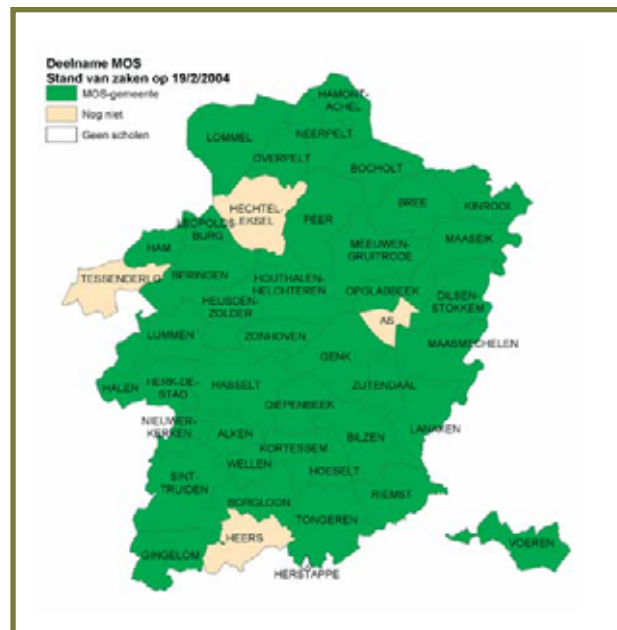 Deelname MOS
Stand van zaken op 19/2/2004
MOS-gemeente
Nog niet
Geen scholen
HAMONT-
ACHEL
LOMMEL
NEERPELT
OVERPELT
BOCHOLT
HECHTEL-
EKSEL
BREE
KINROOI
LEOPOLDS-
BURG
PEER
MAASEIK
HAM
MEEUWEN-
GRUITRODE
TESSENDERLO
BERINGEN
HOUTHALEN-
HELCHTEREN
OPGLABBEEK
DILSEN-
STOKKEM
HEUSDEN-
ZOLDER
AS
LUMMEN
ZONHOVEN
MAASMECHELEN
GENK
HALEN
HERK-DE-
STAD
HASSELT
ZUTENDAAL
DIEPENBEEK
NIEUWER-
KERKEN
ALKEN
BILZEN
LANAKEN
KORTESSEM
WELLEN
HOESELT
SINT-
TRUIDEN
RIEMST
BORGLOON
TONGEREN
HEERS
VOEREN
GINGELOM
HERSTAPPE